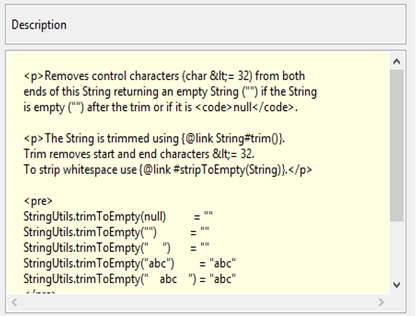 Description
<p>Removes control characters (char &lt;= 32) from both
ends of this String returning an empty String ("") if the String
is empty ("") after the trim or if it is <code>null</code>.
<p>The String is trimmed using {@link String#trim()}.
Trim removes start and end characters &lt;= 32.
To strip whitespace use {@link #stripToEmpty(String)}.</p>
<pre>
StringUtils.trimToEmpty(null)          = ""
StringUtils.trimToEmpty("")            = ""
StringUtils.trimToEmpty("     ")       = ""
StringUtils.trimToEmpty("abc")         = "abc"
StringUtils.trimToEmpty("    abc    ") = "abc"
</pre>